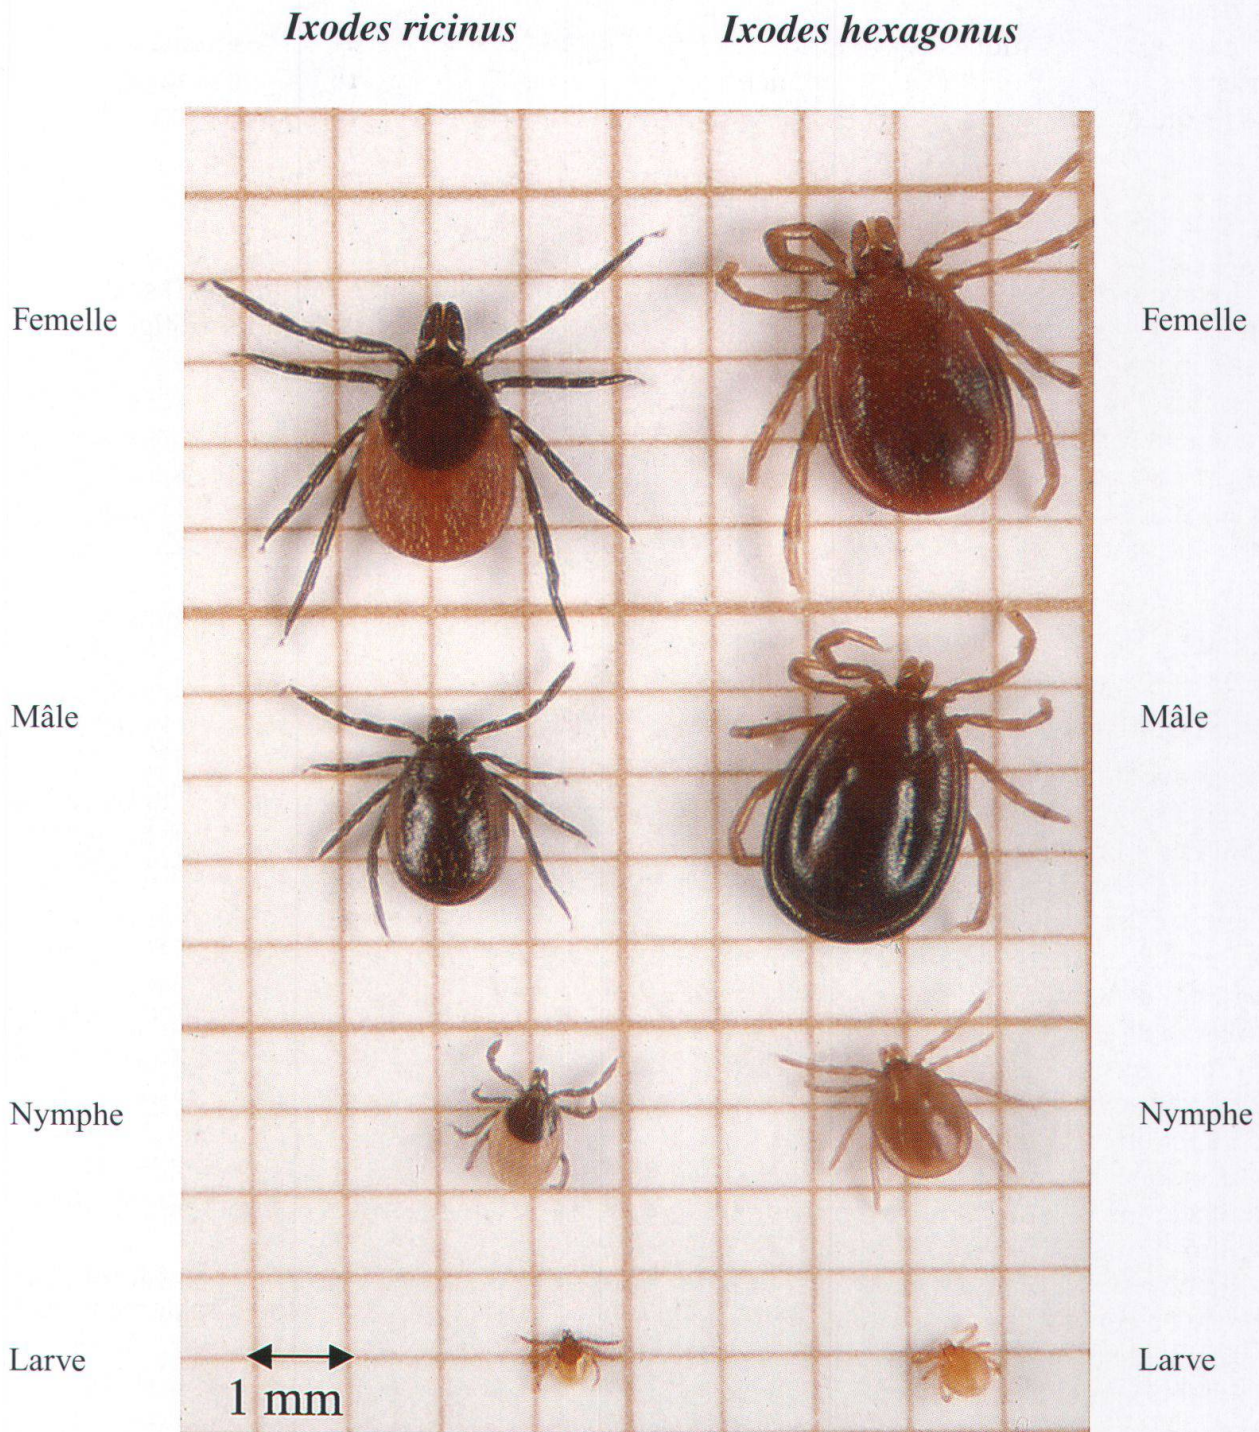 Ixodes ricinus
Ixodes hexagonus
Femelle
Femelle
Mâle
Mâle
Nymphe
Nymphe
Larve
Larve
1 mm